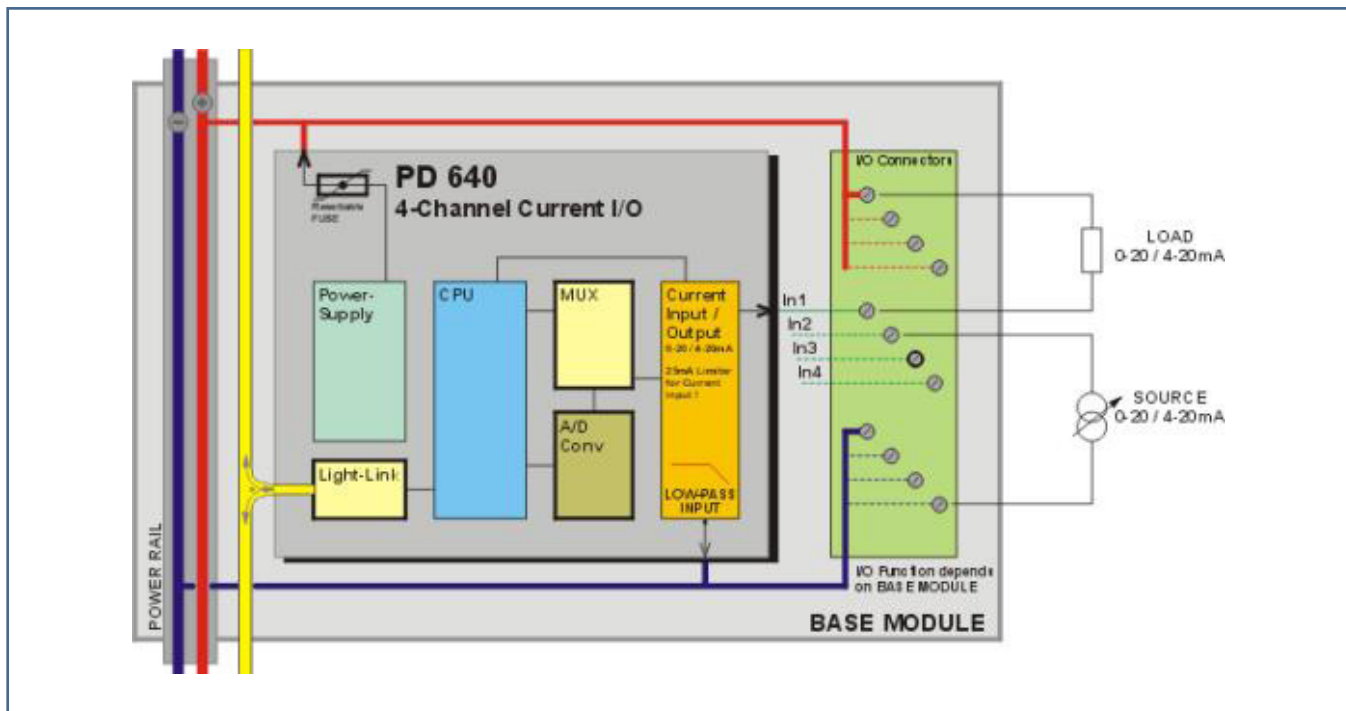 I/O Connectors
PD 640
4-Channel Current I/O
Resetable
FUSE
LOAD
0-20 / 4-20mA
Power-
Supply
CPU
MUX
Current
Input /
Output
0-20 / 4-20mA
25mA Limiter
for Current
Input !
In1
In2
In3
In4
A/D
Conv
SOURCE
0-20 / 4-20mA
Light-Link
LOW-PASS
INPUT
POWER RAIL
I/O Function depends
on BASE MODULE
BASE MODULE